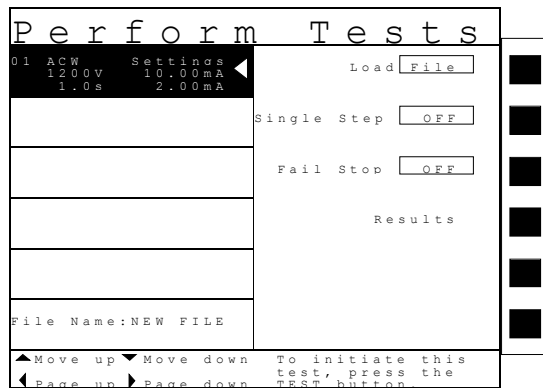 Perform Tests
01 ACW Settings
1200V 10.00mA
1.0s 2.00mA
Load File
Single Step OFF
Fail Stop OFF
Results
File Name:NEW FILE
Move up Move down
Page up Page down
To initiate this
test, press the
TEST button.